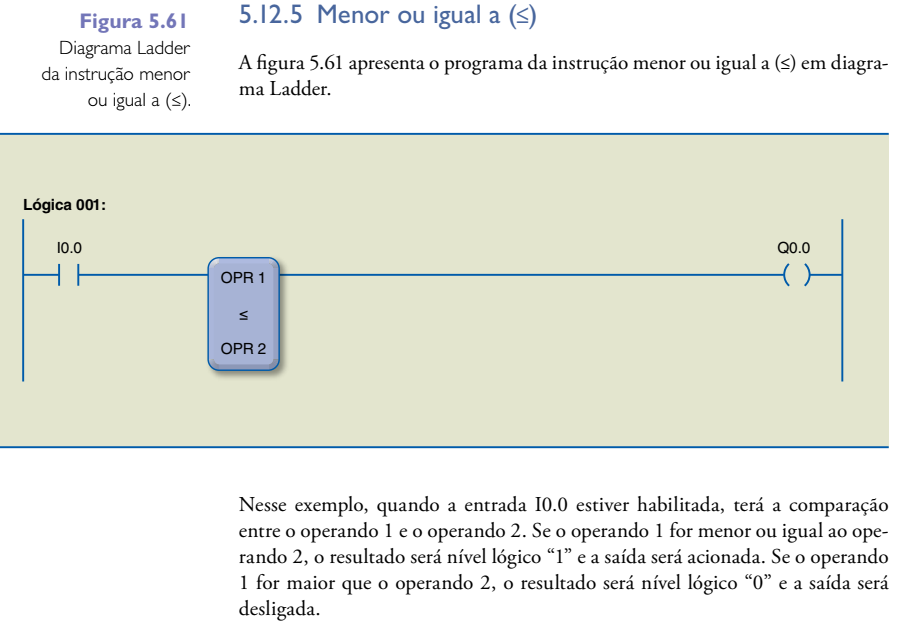 Figura 5.61
Diagrama Ladder
da instrução menor
ou igual a (≤).
5.12.5 Menor ou igual a (≤)
A figura 5.61 apresenta o programa da instrução menor ou igual a (≤) em diagra-
ma Ladder.
Lógica 001:
I0.0
Q0.0
OPR 1
≤
OPR 2
Nesse exemplo, quando a entrada I0.0 estiver habilitada, terá a comparação
entre o operando 1 e o operando 2. Se o operando 1 for menor ou igual ao ope-
rando 2, o resultado será nível lógico “1” e a saída será acionada. Se o operando
1 for maior que o operando 2, o resultado será nível lógico “0” e a saída será
desligada.